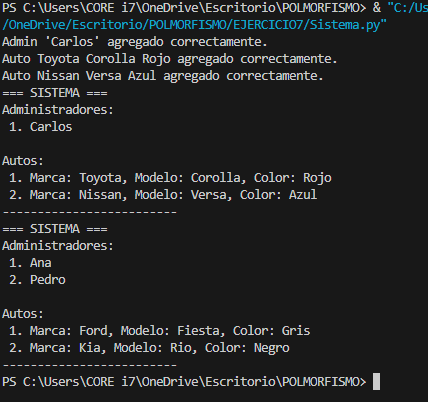 PS C:\Users\CORE i7\OneDrive\Escritorio\POLMORFISMO> & "C:/Us
/OneDrive/Escritorio/POLMORFISMO/EJERCICIO7/Sistema.py"
Admin 'Carlos' agregado correctamente.
Auto Toyota Corolla Rojo agregado correctamente.
Auto Nissan Versa Azul agregado correctamente.
=== SISTEMA ===
Administradores:
1. Carlos
Autos:
1. Marca: Toyota, Modelo: Corolla, Color: Rojo
2. Marca: Nissan, Modelo: Versa, Color: Azul
-------------------------
=== SISTEMA ===
Administradores:
1. Ana
2. Pedro
Autos:
1. Marca: Ford, Modelo: Fiesta, Color: Gris
2. Marca: Kia, Modelo: Rio, Color: Negro
-------------------------
PS C:\Users\CORE i7\OneDrive\Escritorio\POLMORFISMO>